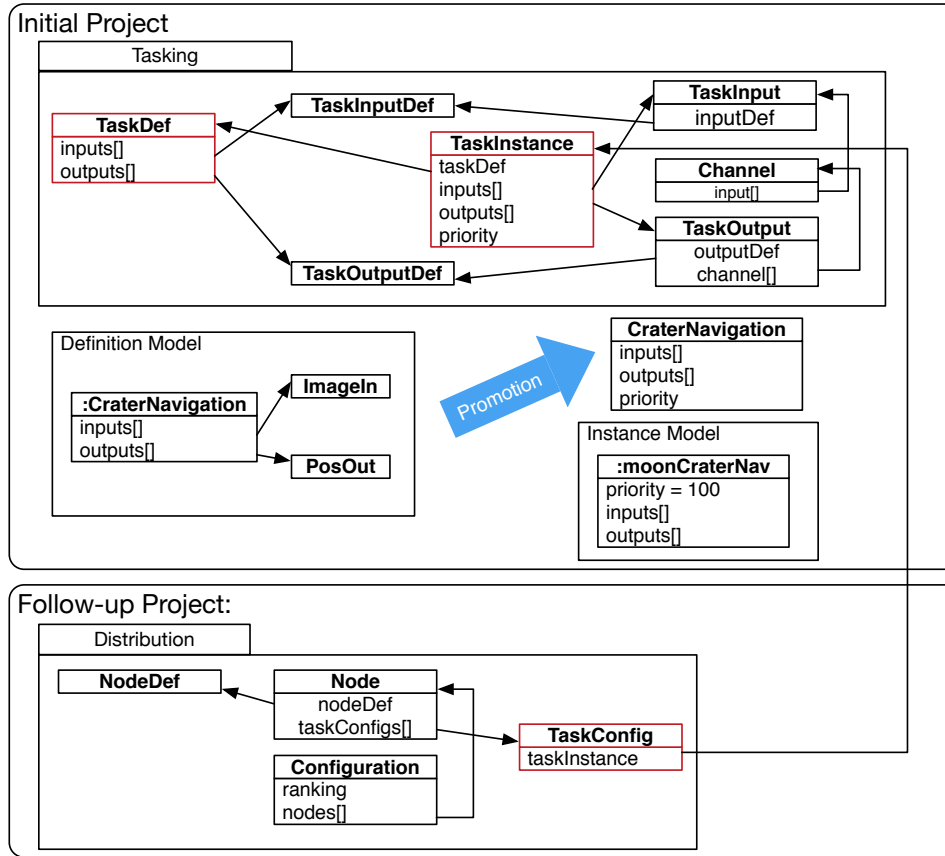 Initial Project
Tasking
TaskDef
inputs[]
outputs[]
TaskInputDef
TaskOutputDef
TaskInstance
taskDef
inputs[]
outputs[]
priority
TaskInput
inputDef
Channel
input[]
TaskOutput
outputDef
channel[]
Definition Model
:CraterNavigation
inputs[]
outputs[]
ImageIn
PosOut
Promotion
CraterNavigation
inputs[]
outputs[]
priority
Instance Model
:moonCraterNav
priority = 100
inputs[]
outputs[]
Follow-up Project:
Distribution
NodeDef
Node
nodeDef
taskConfigs[]
Configuration
ranking
nodes[]
TaskConfig
taskInstance